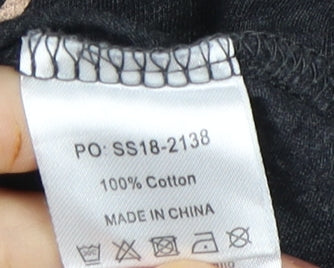 PO: SS18-2138
100% Cotton
MADE IN CHINA